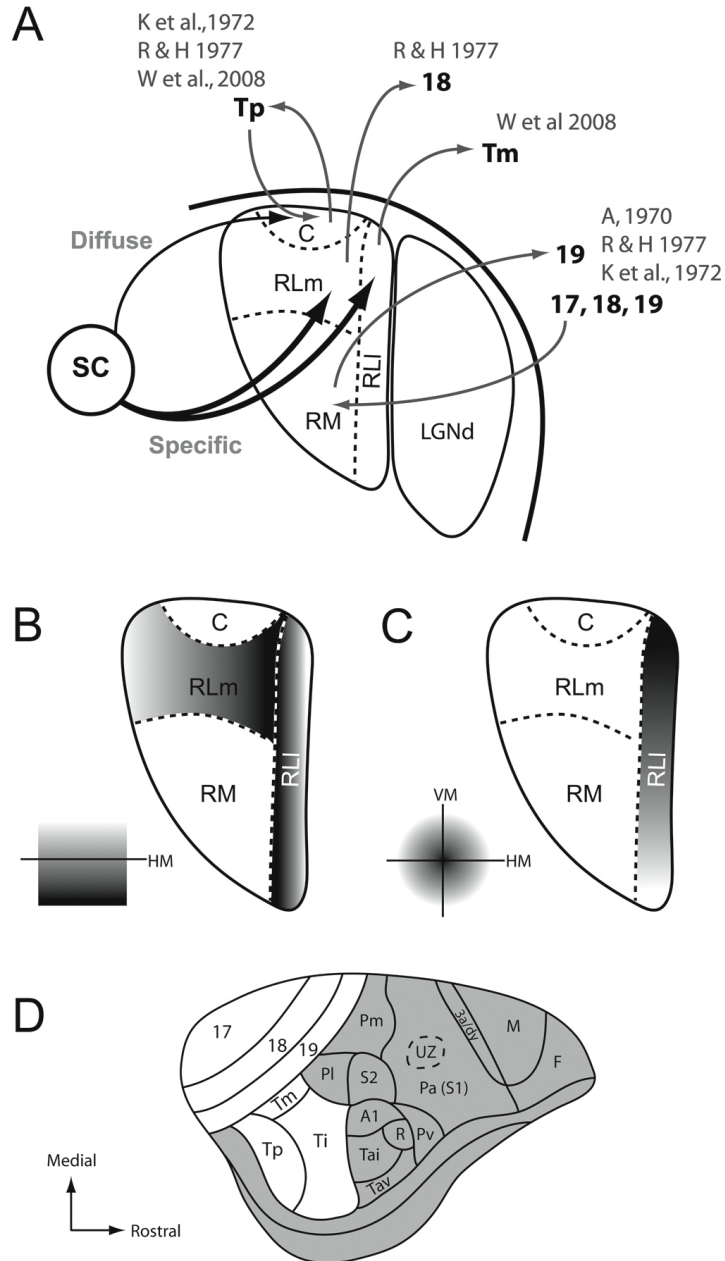 A
K et al.,1972
R & H 1977
W et al., 2008
Tp
R & H 1977
18
W et al 2008
Tm
A, 1970
R & H 1977
K et al., 1972
19
17, 18, 19
Diffuse
C
RLm
SC
RLl
RM
LGNd
Specific
B
C
RLm
RM
RLl
HM
C
C
RLm
RM
RLl
VM
HM
D
17
18
19
Pm
3a/dy
M
UZ
F
Pl
S2
Pa (S1)
Tm
A1
R
Pv
Tp
Ti
Tai
Tav
Medial
Rostral